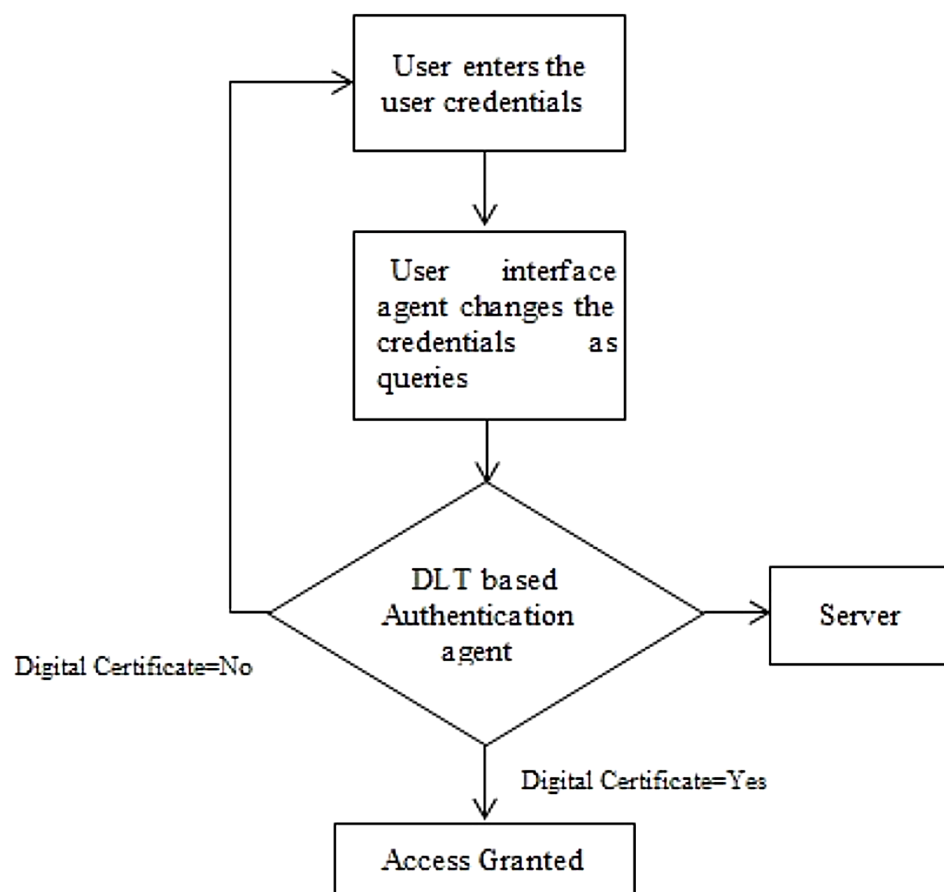 User enters the
user credentials
User interface
agent changes the
credentials as
queries
DLT based
Authentication
agent
Server
Digital Certificate=No
Digital Certificate=Yes
Access Granted